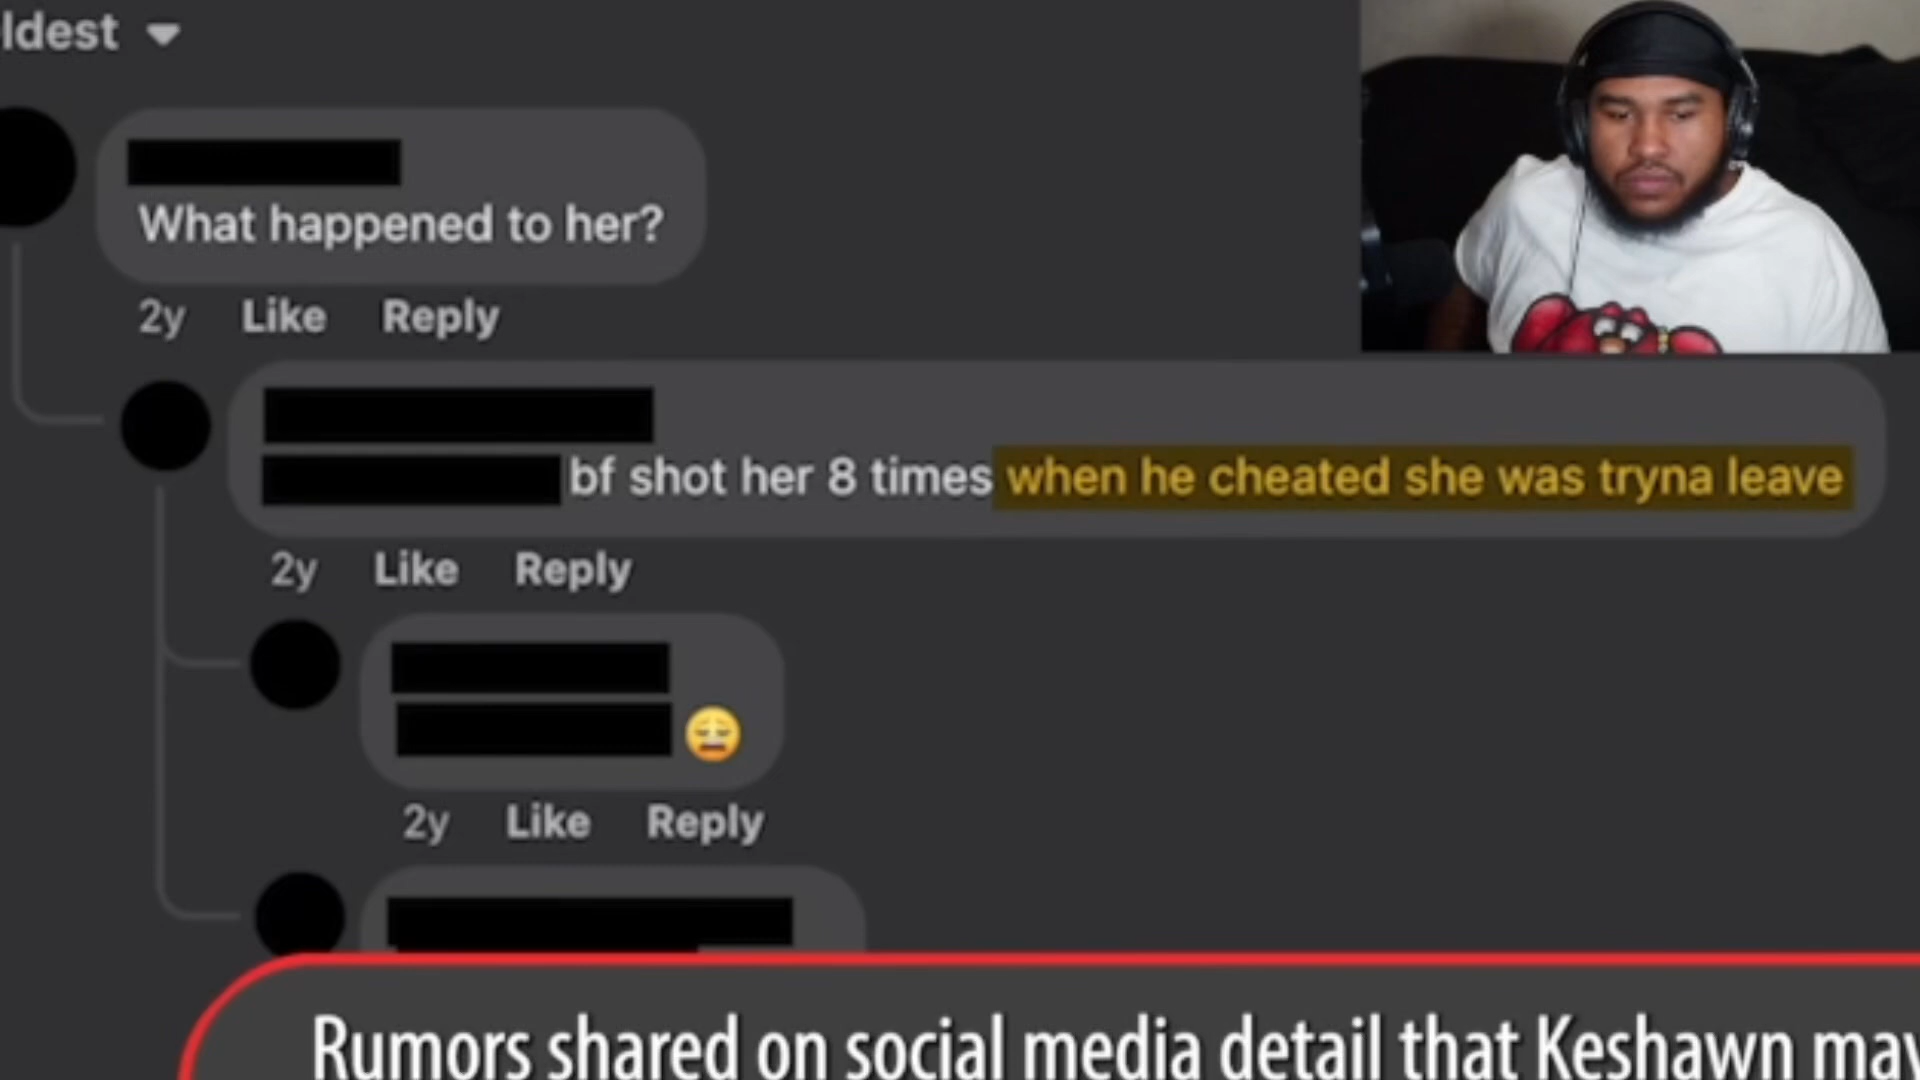 ldest
What happened to her?
2y Like Reply
bf shot her 8 times when he cheated she was tryna leave
2y Like Reply
😩
2y Like Reply
Rumors shared on social media detail that Keshawn may